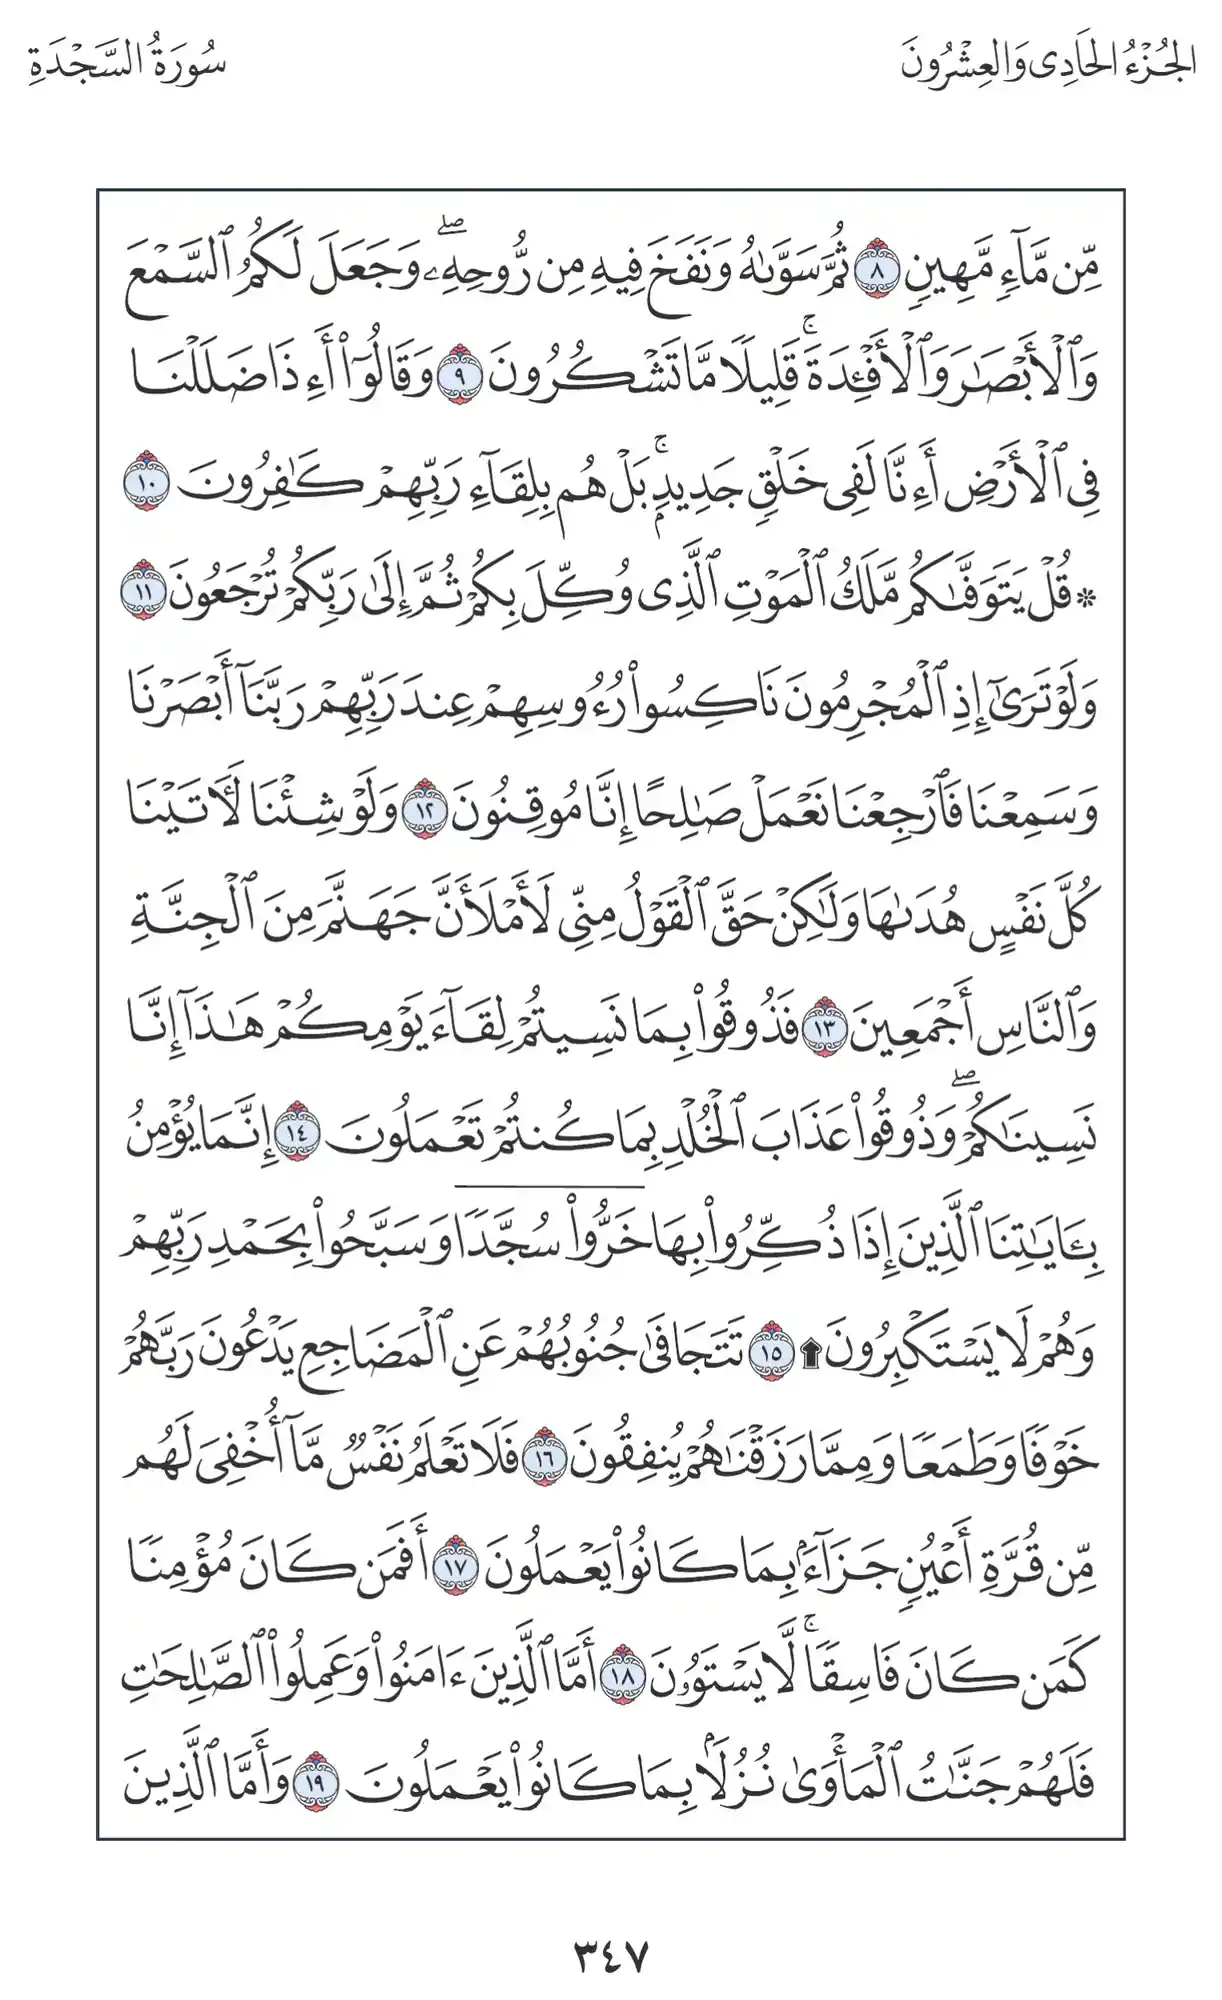 الجُزْءُ الحَادِي وَالعِشْرُونَ
سُورَةُ السَّجْدَةِ
مِّن مَّآءٖ مَّهِينٖ ٨ ثُمَّ سَوَّىٰهُ وَنَفَخَ فِيهِ مِن رُّوحِهِۦۖ وَجَعَلَ لَكُمُ ٱلسَّمۡعَ
وَٱلۡأَبۡصَٰرَ وَٱلۡأَفۡـِٔدَةَۚ قَلِيلٗا مَّا تَشۡكُرُونَ ٩ وَقَالُوٓاْ أَءِذَا ضَلَلۡنَا
فِي ٱلۡأَرۡضِ أَءِنَّا لَفِي خَلۡقٖ جَدِيدِۭۚ بَلۡ هُم بِلِقَآءِ رَبِّهِمۡ كَٰفِرُونَ ١٠
۞ قُلۡ يَتَوَفَّىٰكُم مَّلَكُ ٱلۡمَوۡتِ ٱلَّذِي وُكِّلَ بِكُمۡ ثُمَّ إِلَىٰ رَبِّكُمۡ تُرۡجَعُونَ ١١
وَلَوۡ تَرَىٰٓ إِذِ ٱلۡمُجۡرِمُونَ نَاكِسُواْ رُءُوسِهِمۡ عِندَ رَبِّهِمۡ رَبَّنَآ أَبۡصَرۡنَا
وَسَمِعۡنَا فَٱرۡجِعۡنَا نَعۡمَلۡ صَٰلِحًا إِنَّا مُوقِنُونَ ١٢ وَلَوۡ شِئۡنَا لَأٓتَيۡنَا
كُلَّ نَفۡسٍ هُدَىٰهَا وَلَٰكِنۡ حَقَّ ٱلۡقَوۡلُ مِنِّي لَأَمۡلَأَنَّ جَهَنَّمَ مِنَ ٱلۡجِنَّةِ
وَٱلنَّاسِ أَجۡمَعِينَ ١٣ فَذُوقُواْ بِمَا نَسِيتُمۡ لِقَآءَ يَوۡمِكُمۡ هَٰذَآ إِنَّا
نَسِينَٰكُمۡۖ وَذُوقُواْ عَذَابَ ٱلۡخُلۡدِ بِمَا كُنتُمۡ تَعۡمَلُونَ ١٤ إِنَّمَا يُؤۡمِنُ
بِـَٔايَٰتِنَا ٱلَّذِينَ إِذَا ذُكِّرُواْ بِهَا خَرُّواْ سُجَّدٗا وَسَبَّحُواْ بِحَمۡدِ رَبِّهِمۡ
وَهُمۡ لَا يَسۡتَكۡبِرُونَ ۩ ١٥ تَتَجَافَىٰ جُنُوبُهُمۡ عَنِ ٱلۡمَضَاجِعِ يَدۡعُونَ رَبَّهُمۡ
خَوۡفٗا وَطَمَعٗا وَمِمَّا رَزَقۡنَٰهُمۡ يُنفِقُونَ ١٦ فَلَا تَعۡلَمُ نَفۡسٞ مَّآ أُخۡفِيَ لَهُم
مِّن قُرَّةِ أَعۡيُنٖ جَزَآءَۢ بِمَا كَانُواْ يَعۡمَلُونَ ١٧ أَفَمَن كَانَ مُؤۡمِنٗا
كَمَن كَانَ فَاسِقٗاۚ لَّا يَسۡتَوُۥنَ ١٨ أَمَّا ٱلَّذِينَ ءَامَنُواْ وَعَمِلُواْ ٱلصَّٰلِحَٰتِ
فَلَهُمۡ جَنَّٰتُ ٱلۡمَأۡوَىٰ نُزُلَۢا بِمَا كَانُواْ يَعۡمَلُونَ ١٩ وَأَمَّا ٱلَّذِينَ
٣٤٧